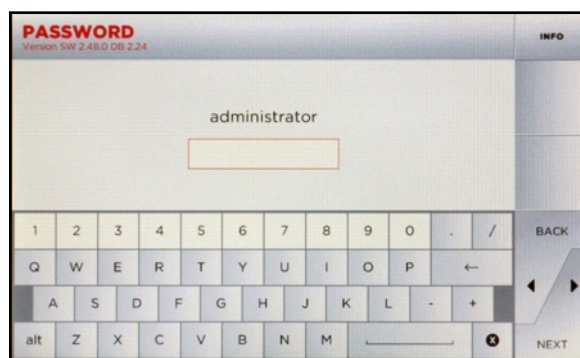 PASSWORD
Version SW 2.48.0 DB 2.24
INFO
administrator
1 2 3 4 5 6 7 8 9 0 . /
BACK
Q W E R T Y U I O P ←
A S D F G H J K L - +
alt Z X C V B N M
NEXT